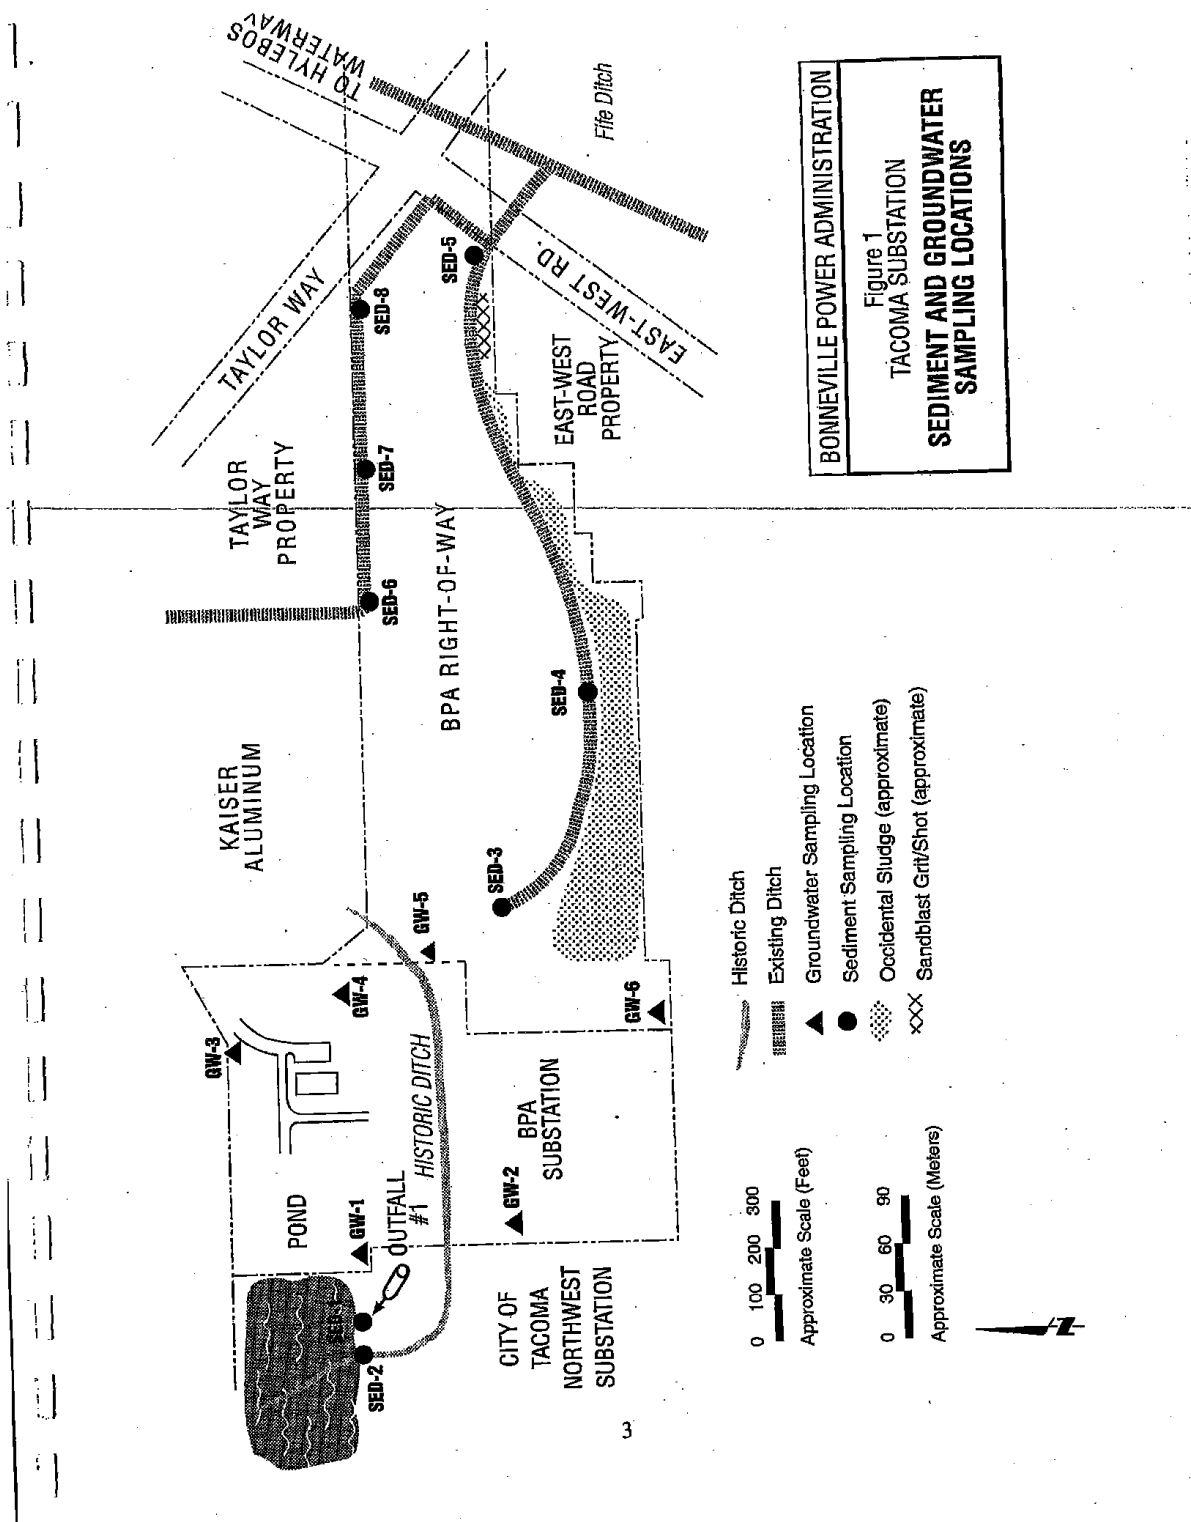 TO HYLEBOS
WATERWAY
Fife Ditch
TAYLOR WAY
EAST-WEST RD.
SED-5
SED-8
SED-7
SED-6
TAYLOR
WAY
PROPERTY
EAST-WEST
ROAD
PROPERTY
BPA RIGHT-OF-WAY
SED-4
SED-3
KAISER
ALUMINUM
GW-5
GW-4
GW-3
GW-6
HISTORIC DITCH
BPA
SUBSTATION
GW-2
GW-1
POND
OUTFALL
#1
SED-1
SED-2
CITY OF
TACOMA
NORTHWEST
SUBSTATION
Historic Ditch
Existing Ditch
Groundwater Sampling Location
Sediment Sampling Location
Occidental Sludge (approximate)
Sandblast Grit/Shot (approximate)
0 100 200 300
Approximate Scale (Feet)
0 30 60 90
Approximate Scale (Meters)
N
BONNEVILLE POWER ADMINISTRATION
Figure 1
TACOMA SUBSTATION
SEDIMENT AND GROUNDWATER
SAMPLING LOCATIONS
3